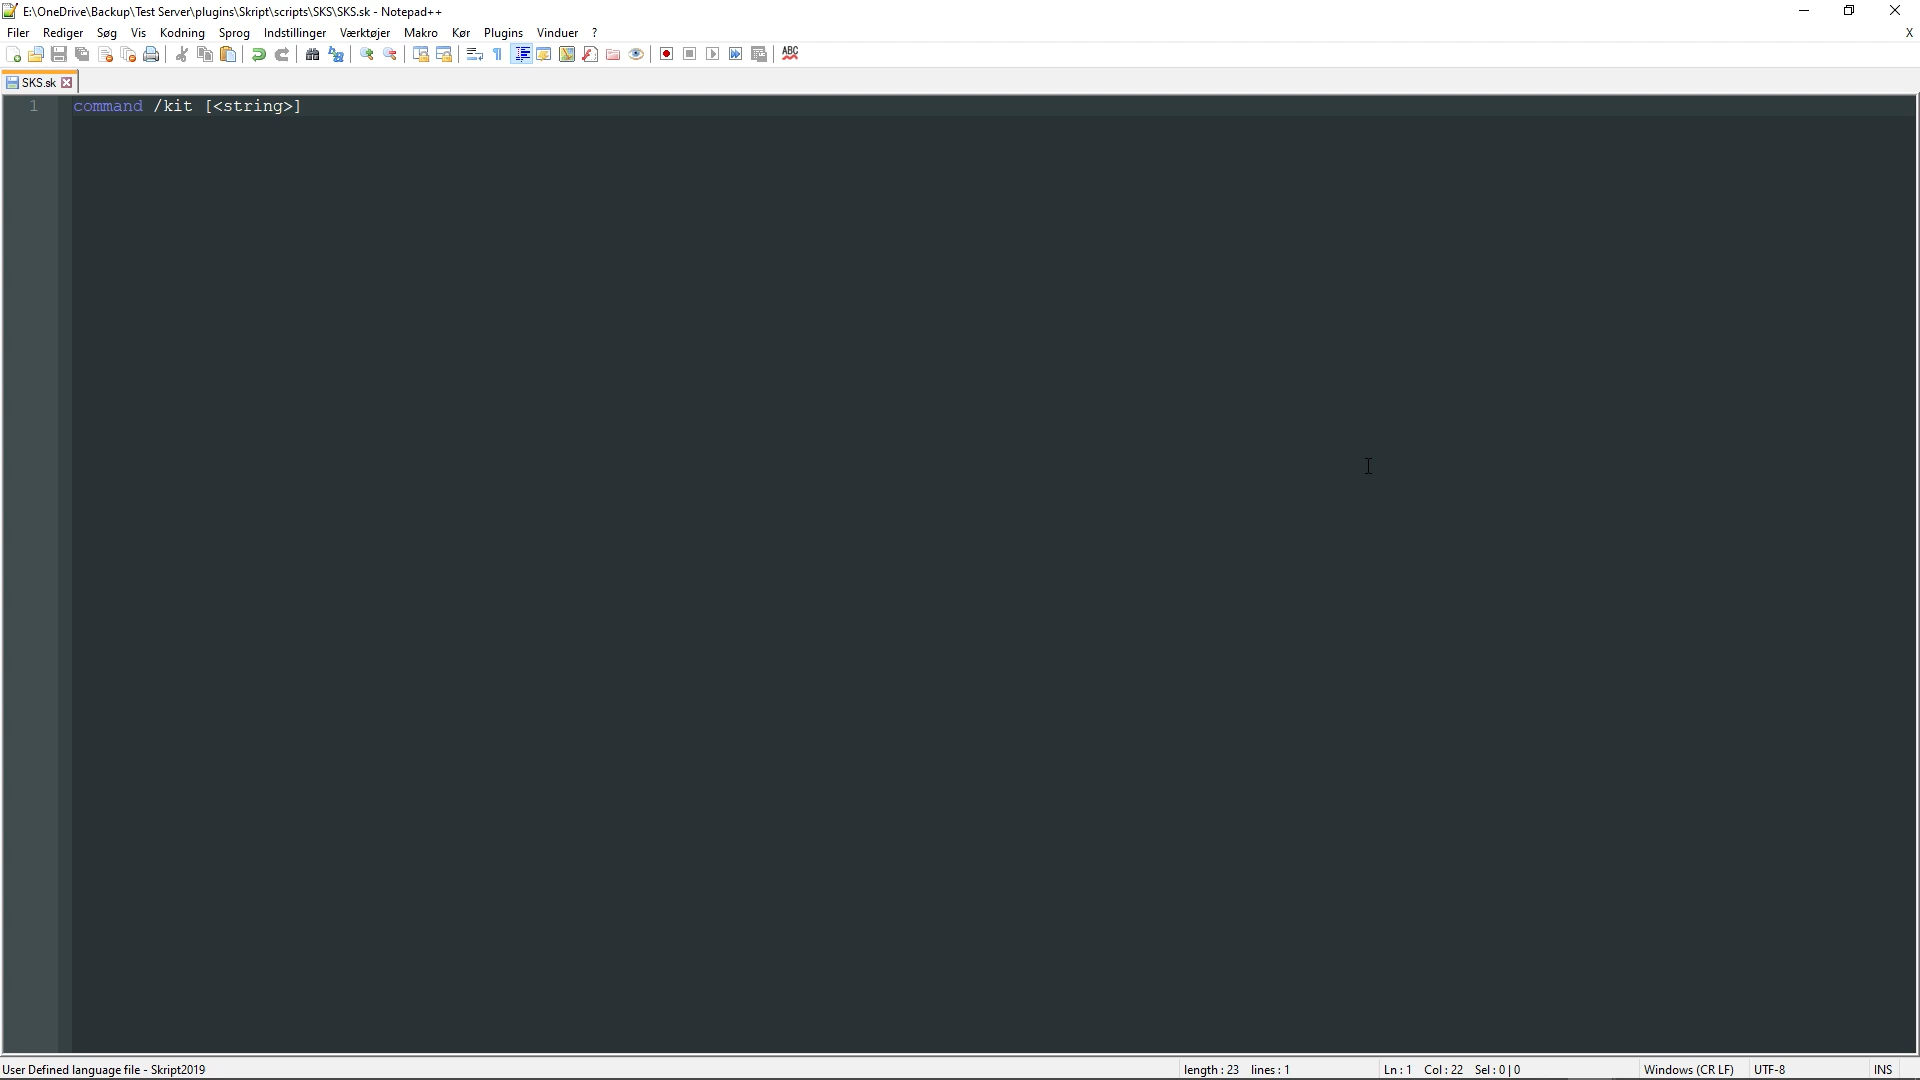 E:\OneDrive\Backup\Test Server\plugins\Skript\scripts\SKS\SKS.sk - Notepad++
Filer Rediger Søg Vis Kodning Sprog Indstillinger Værktøjer Makro Kør Plugins Vinduer ? X
ABC
SKS.sk
1 command /kit [<string>]
User Defined language file - Skript2019 length : 23 lines : 1 Ln : 1 Col : 22 Sel : 0 | 0 Windows (CR LF) UTF-8 INS